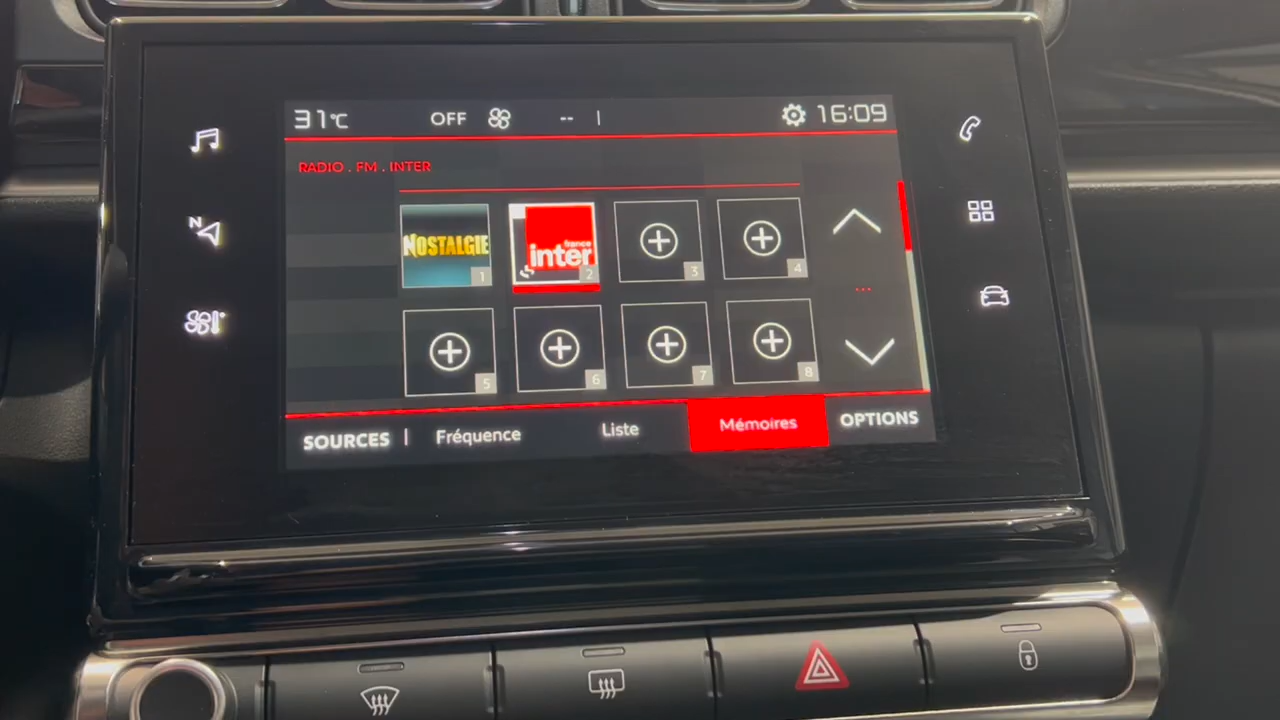 31°C OFF -- 16:09
RADIO . FM . INTER
NOSTALGIE 1
france
inter 2
3
4
5
6
7
8
SOURCES Fréquence Liste Mémoires OPTIONS
N